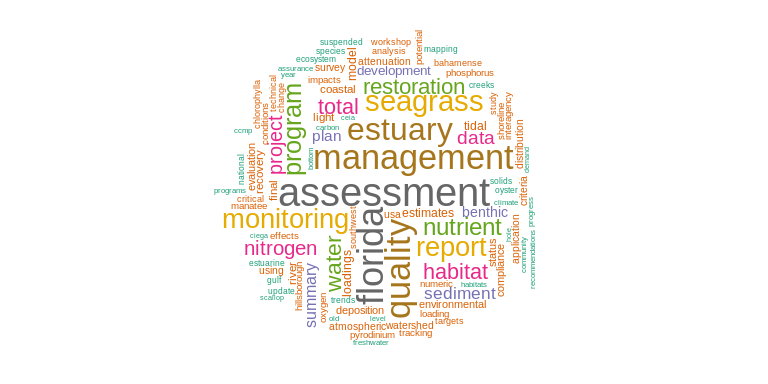 potential
suspended
workshop
species
analysis
mapping
ecosystem
model
attenuation
bahamense
assurance
survey
development
phosphorus
year
impacts
restoration
creeks
technical
change
program
coastal
total
seagrass
study
shoreline
interagency
chlorophylla
conditions
light
cela
estuary
tidal
ccmp
project
carbon
plan
data
distribution
demand
national
evaluation
recovery
bottom
management
programs
critical
final
assessment
solids
criteria
oyster
manatee
climate
progress
monitoring
florida
usa
estimates
benthic
ciega
effects
southwest
quality
nutrient
hole
community
recommendations
nitrogen
water
report
status
application
estuarine
using
river
loadings
habitat
compliance
gulf
hillsborough
summary
numeric
habitats
update
sediment
scallop
oxygen
trends
environmental
deposition
loading
old
level
targets
atmospheric
watershed
pyrodinium
tracking
freshwater